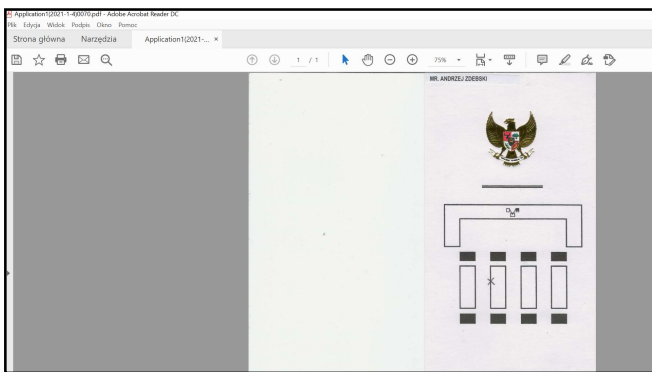 Application1(2021-1-4)0070.pdf - Adobe Acrobat Reader DC
Plik Edycja Widok Podpis Okno Pomoc
Strona główna Narzędzia Application1(2021-... ×
1 / 1 75%
MR. ANDRZEJ ZDEBSKI